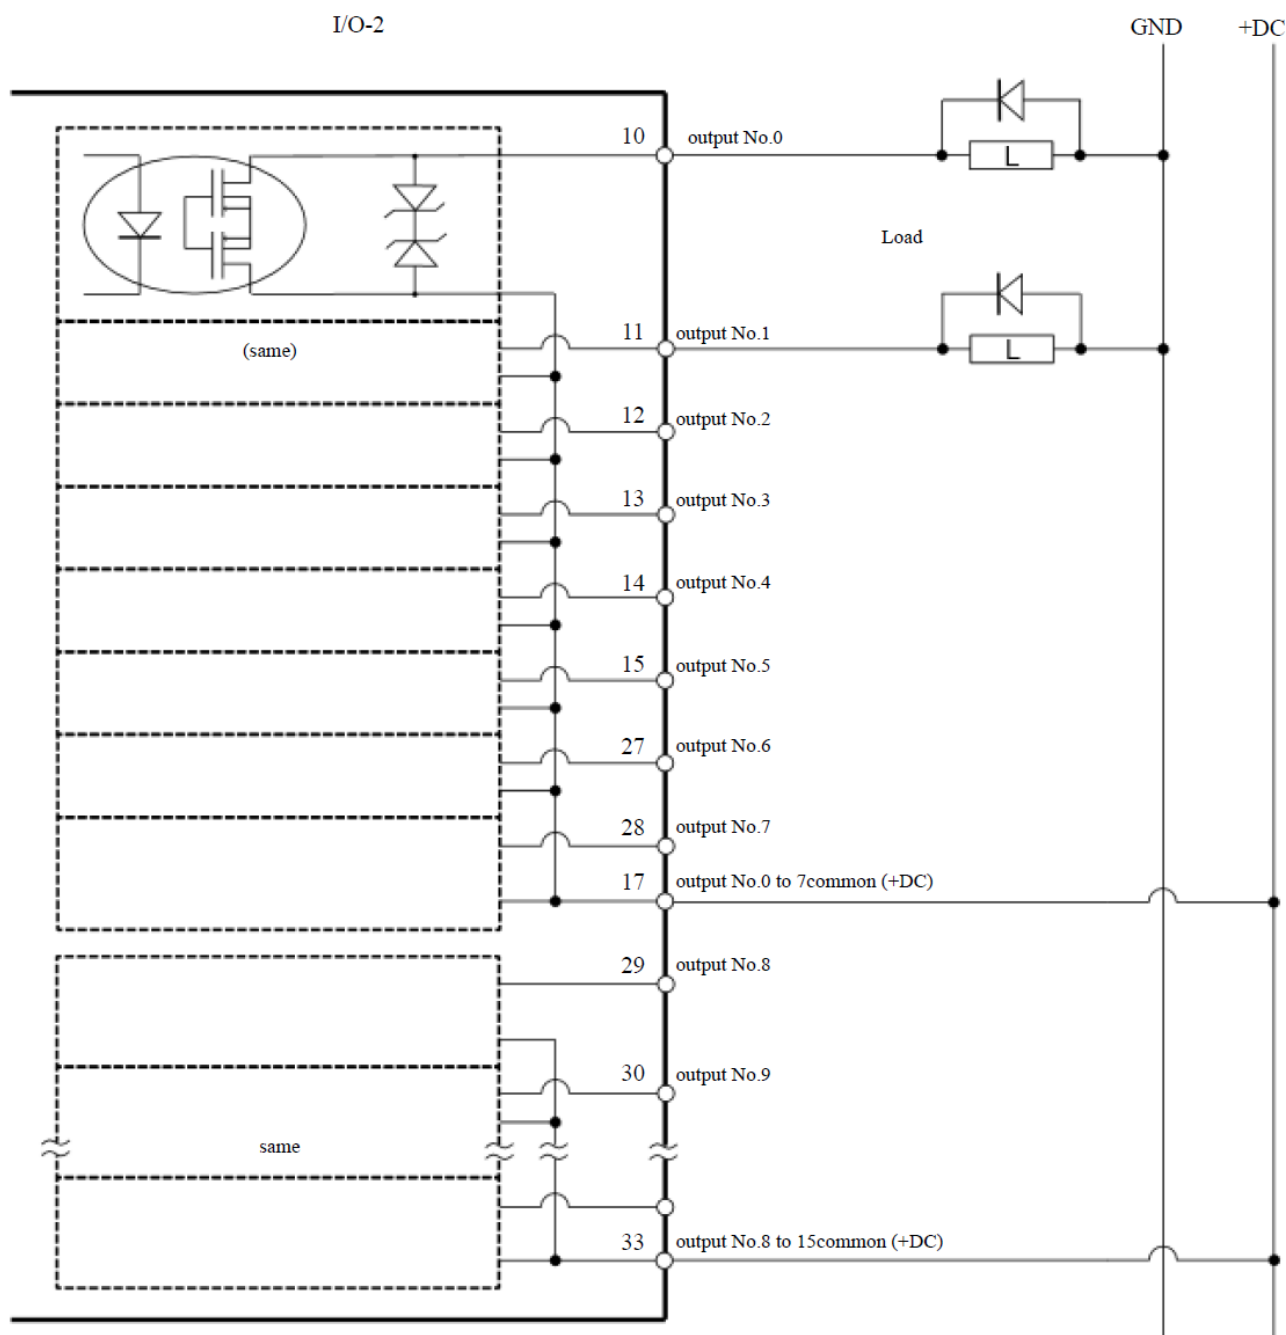 I/O-2
GND
+DC
10
output No.0
L
Load
11
output No.1
(same)
L
12
output No.2
13
output No.3
14
output No.4
15
output No.5
27
output No.6
28
output No.7
17
output No.0 to 7common (+DC)
29
output No.8
30
output No.9
same
33
output No.8 to 15common (+DC)